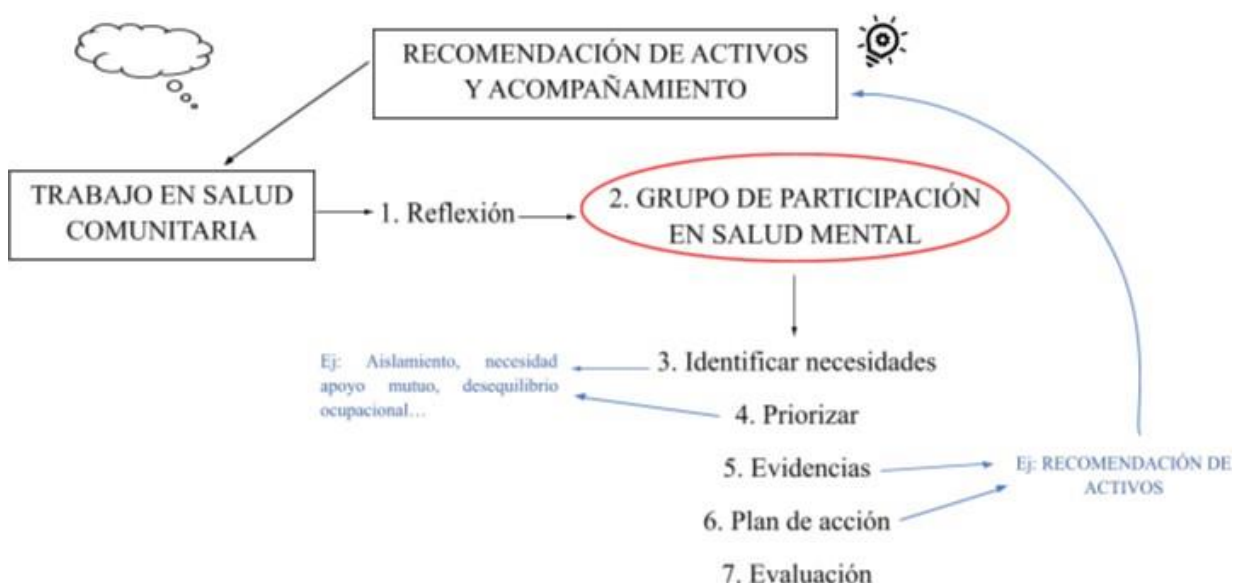 RECOMENDACIÓN DE ACTIVOS
Y ACOMPAÑAMIENTO
TRABAJO EN SALUD
COMUNITARIA
1. Reflexión
2. GRUPO DE PARTICIPACIÓN
EN SALUD MENTAL
3. Identificar necesidades
Ej: Aislamiento, necesidad
apoyo mutuo, desequilibrio
ocupacional…
4. Priorizar
5. Evidencias
Ej: RECOMENDACIÓN DE
ACTIVOS
6. Plan de acción
7. Evaluación